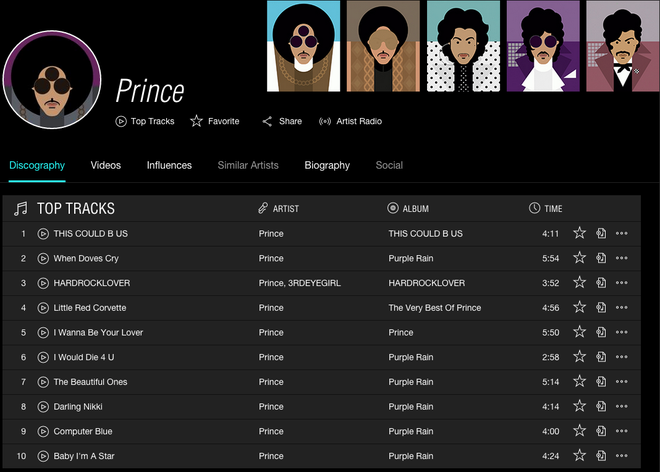 Prince
Top Tracks Favorite Share Artist Radio
Discography Videos Influences Similar Artists Biography Social
TOP TRACKS ARTIST ALBUM TIME
1 THIS COULD B US Prince THIS COULD B US 4:11
2 When Doves Cry Prince Purple Rain 5:54
3 HARDROCKLOVER Prince, 3RDEYEGIRL HARDROCKLOVER 3:52
4 Little Red Corvette Prince The Very Best Of Prince 4:56
5 I Wanna Be Your Lover Prince Prince 5:50
6 I Would Die 4 U Prince Purple Rain 2:58
7 The Beautiful Ones Prince Purple Rain 5:14
8 Darling Nikki Prince Purple Rain 4:14
9 Computer Blue Prince Purple Rain 4:00
10 Baby I'm A Star Prince Purple Rain 4:24